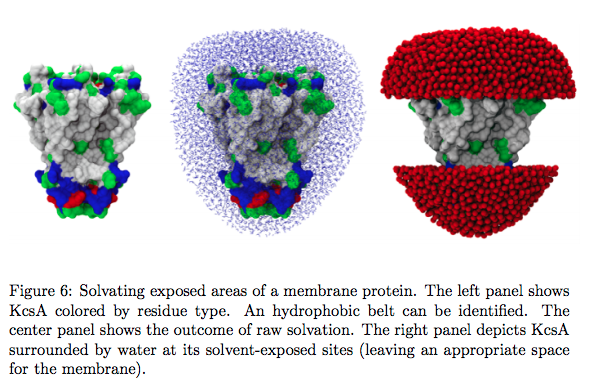 Figure 6: Solvating exposed areas of a membrane protein. The left panel shows
KcsA colored by residue type. An hydrophobic belt can be identified. The
center panel shows the outcome of raw solvation. The right panel depicts KcsA
surrounded by water at its solvent-exposed sites (leaving an appropriate space
for the membrane).